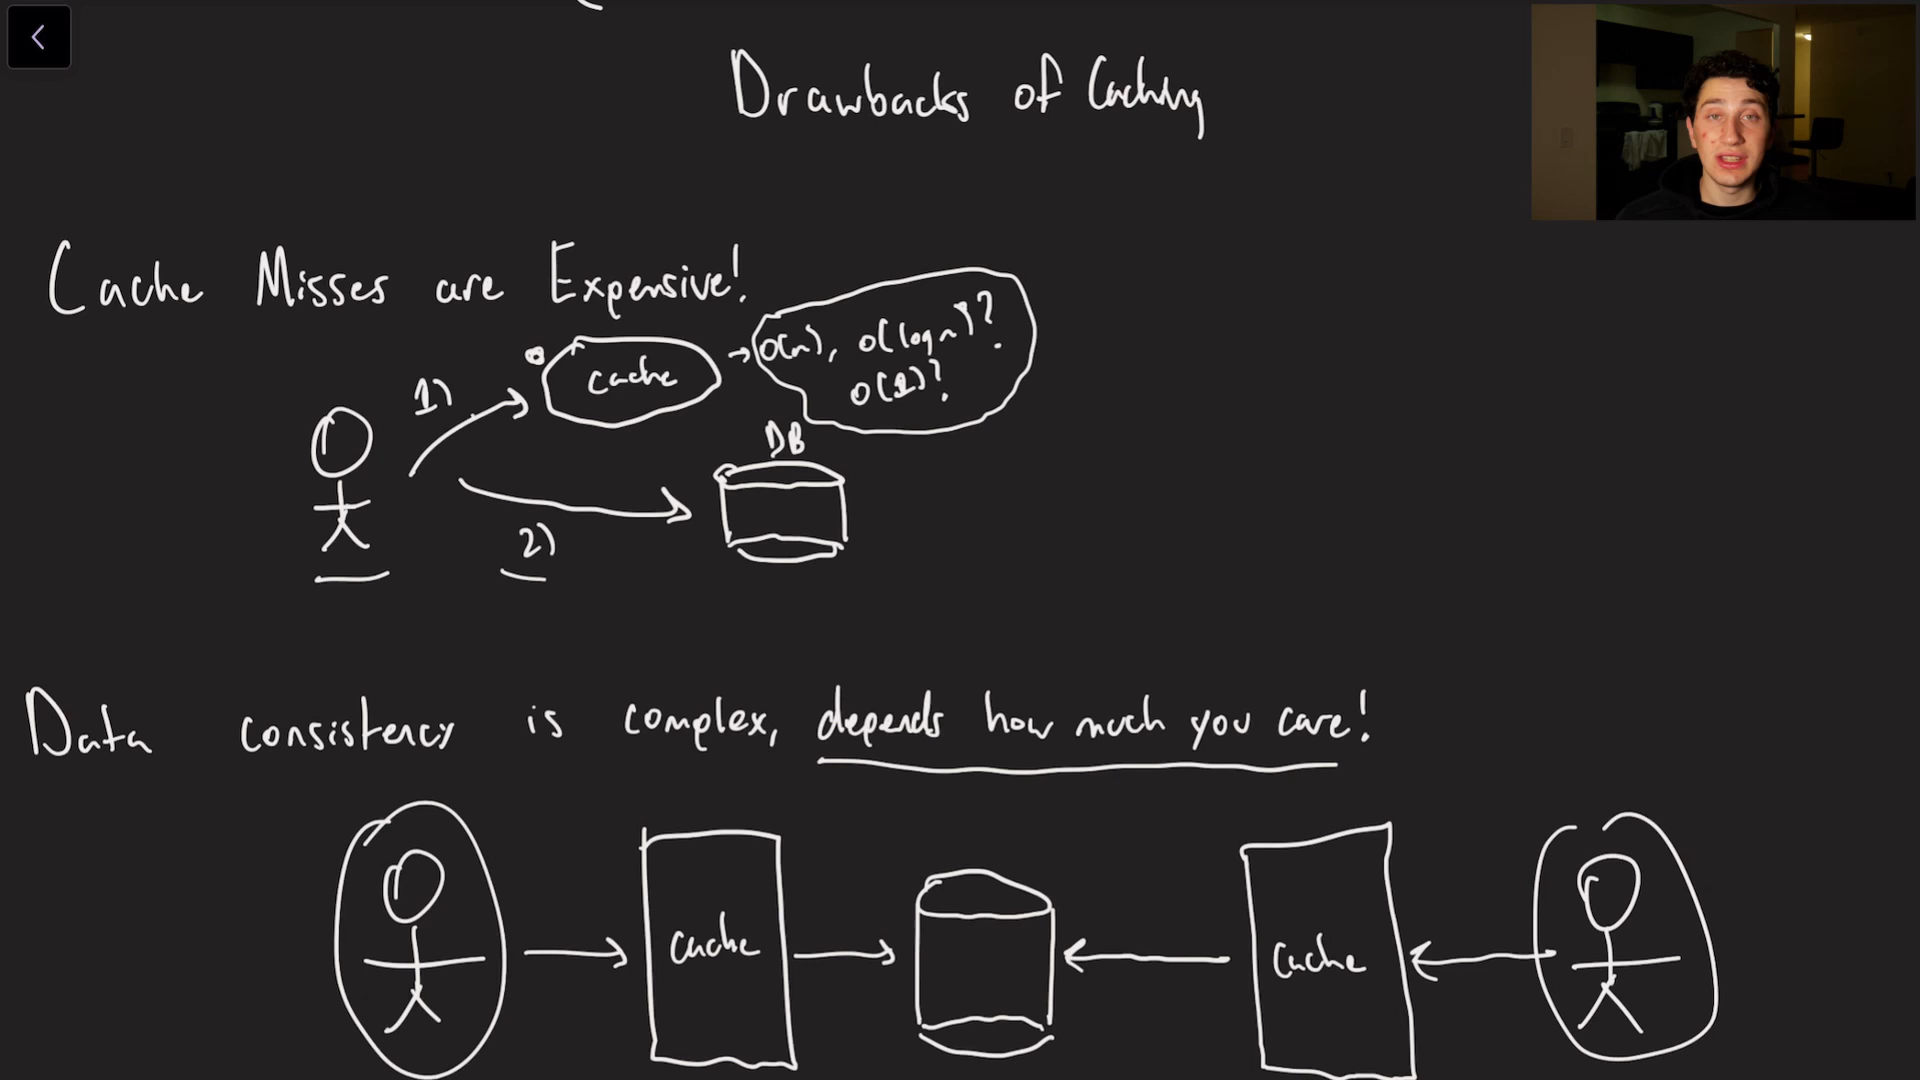 Drawbacks of Caching
Cache Misses are Expensive!
1)
cache
O(n), O(log n)?
O(1)?
DB
2)
Data consistency is complex, depends how much you care!
cache
cache